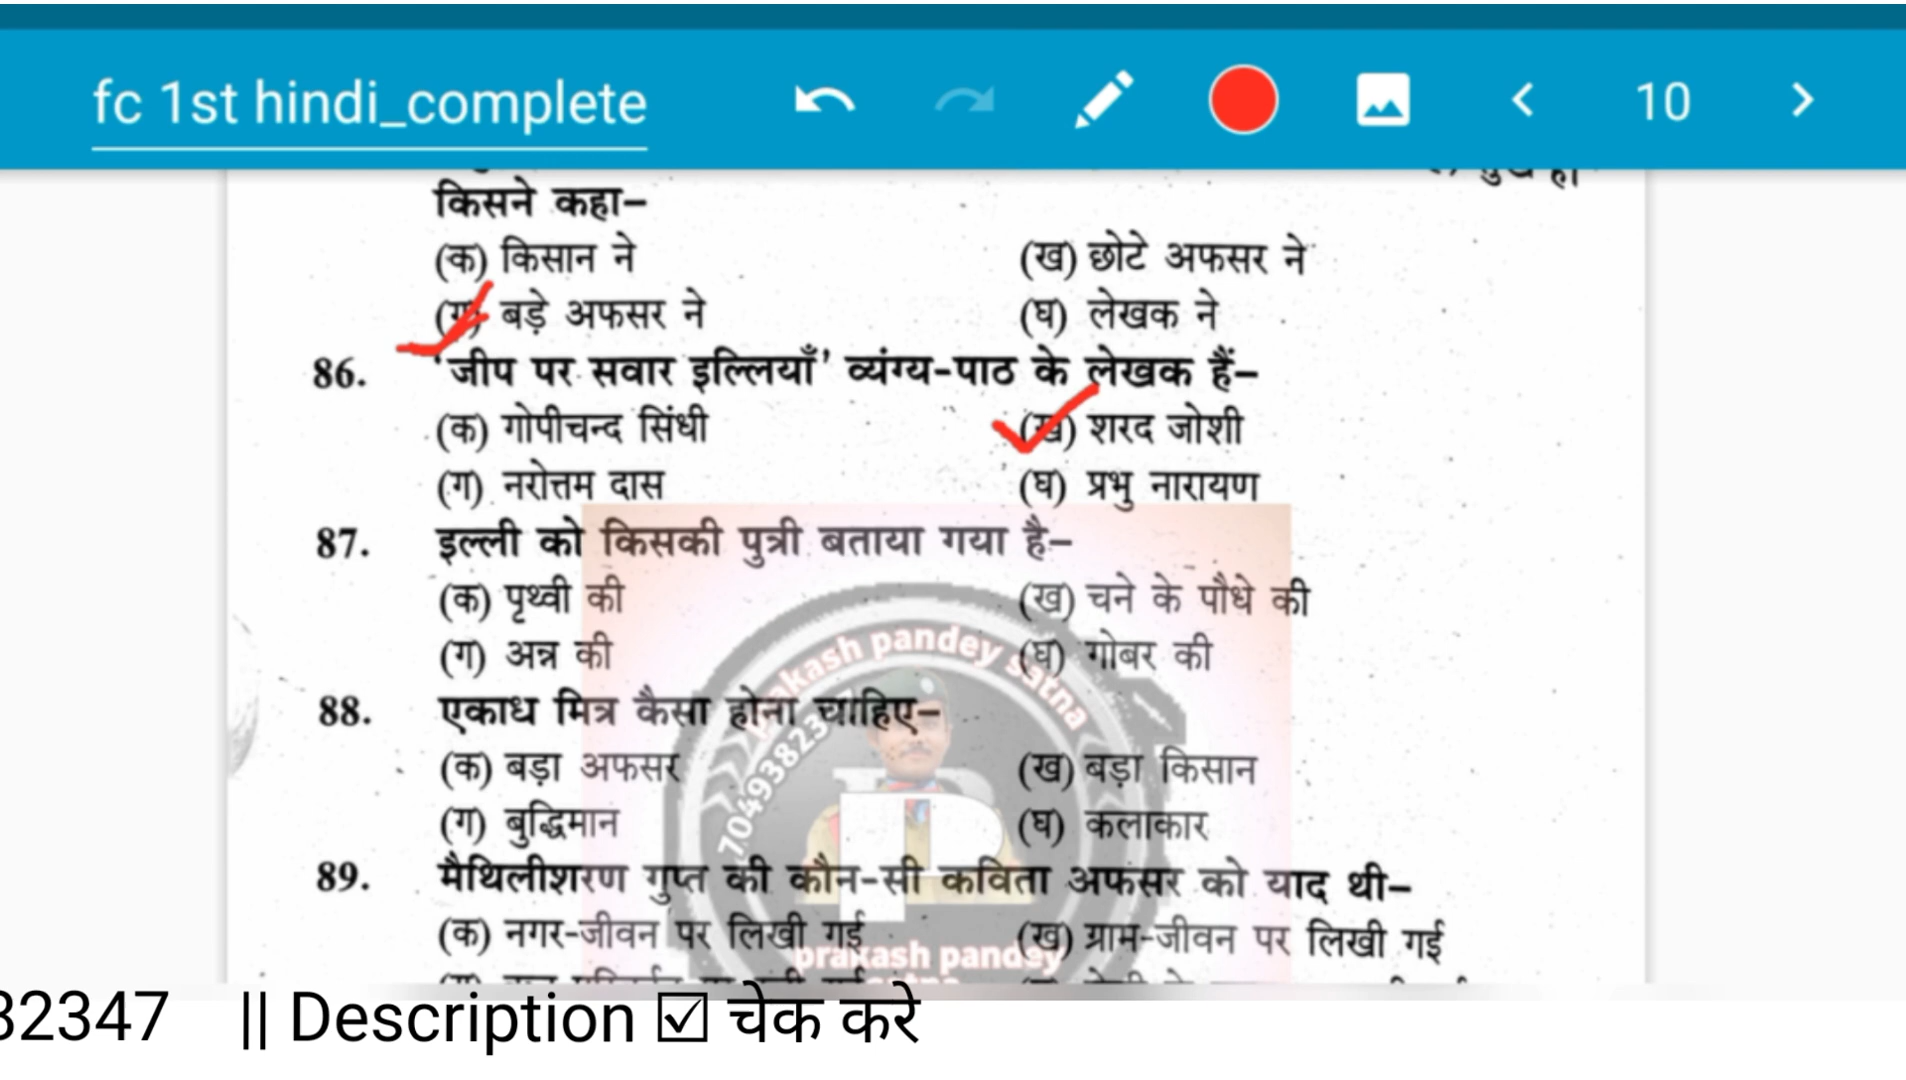 fc 1st hindi_complete 10
किसने कहा–
(क) किसान ने (ख) छोटे अफसर ने
(ग) बड़े अफसर ने (घ) लेखक ने
86. 'जीप पर सवार इल्लियाँ' व्यंग्य-पाठ के लेखक हैं–
(क) गोपीचन्द सिंधी (ख) शरद जोशी
(ग) नरोत्तम दास (घ) प्रभु नारायण
87. इल्ली को किसकी पुत्री बताया गया है–
(क) पृथ्वी की (ख) चने के पौधे की
(ग) अन्न की (घ) गोबर की
88. एकाध मित्र कैसा होना चाहिए–
(क) बड़ा अफसर (ख) बड़ा किसान
(ग) बुद्धिमान (घ) कलाकार
89. मैथिलीशरण गुप्त की कौन-सी कविता अफसर को याद थी–
(क) नगर-जीवन पर लिखी गई (ख) ग्राम-जीवन पर लिखी गई
prakash pandey satna
prakash pandey
satna
32347 || Description ☑ चेक करे